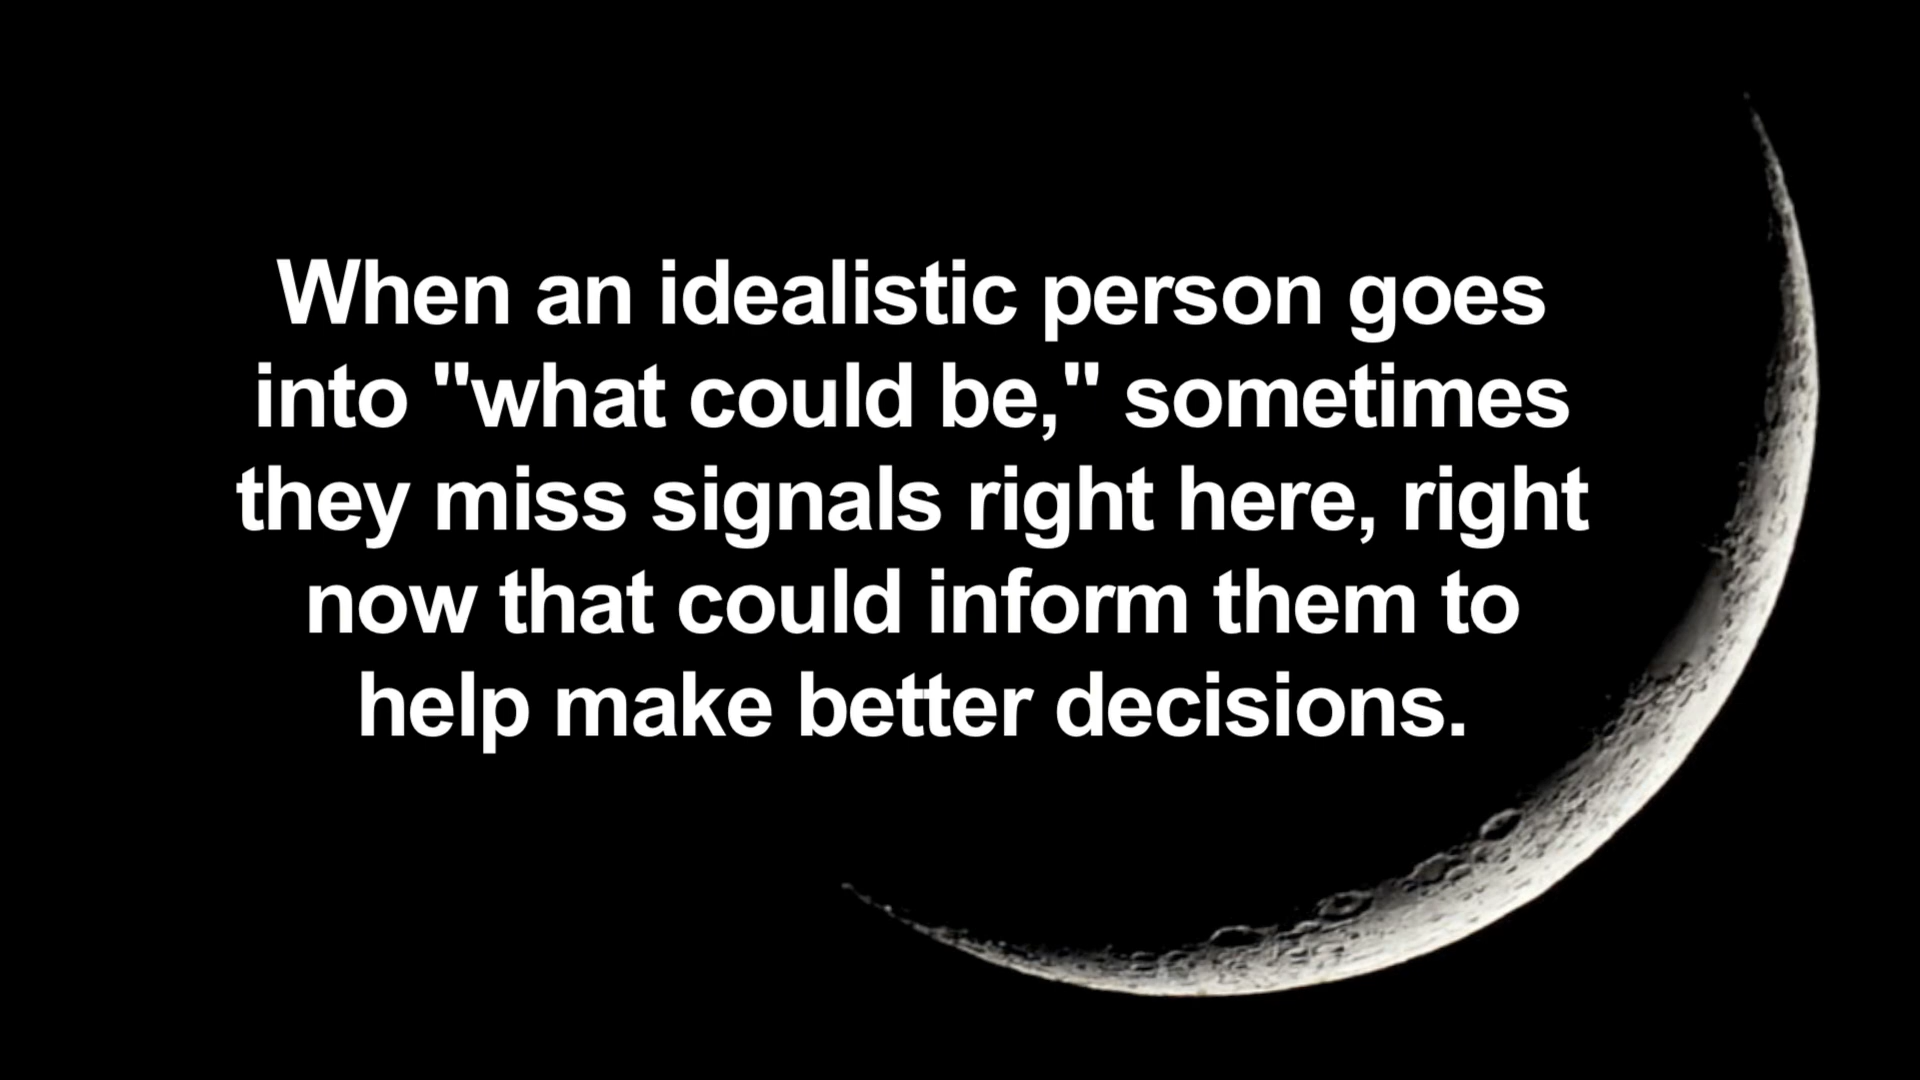 When an idealistic person goes
into "what could be," sometimes
they miss signals right here, right
now that could inform them to
help make better decisions.